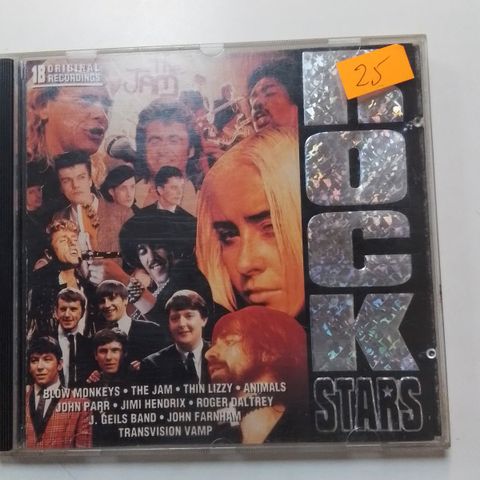 18 ORIGINAL
RECORDINGS
The
JAM
25
ROCK
STARS
BLOW MONKEYS • THE JAM • THIN LIZZY • ANIMALS
JOHN PARR • JIMI HENDRIX • ROGER DALTREY
J. GEILS BAND • JOHN FARNHAM
TRANSVISION VAMP